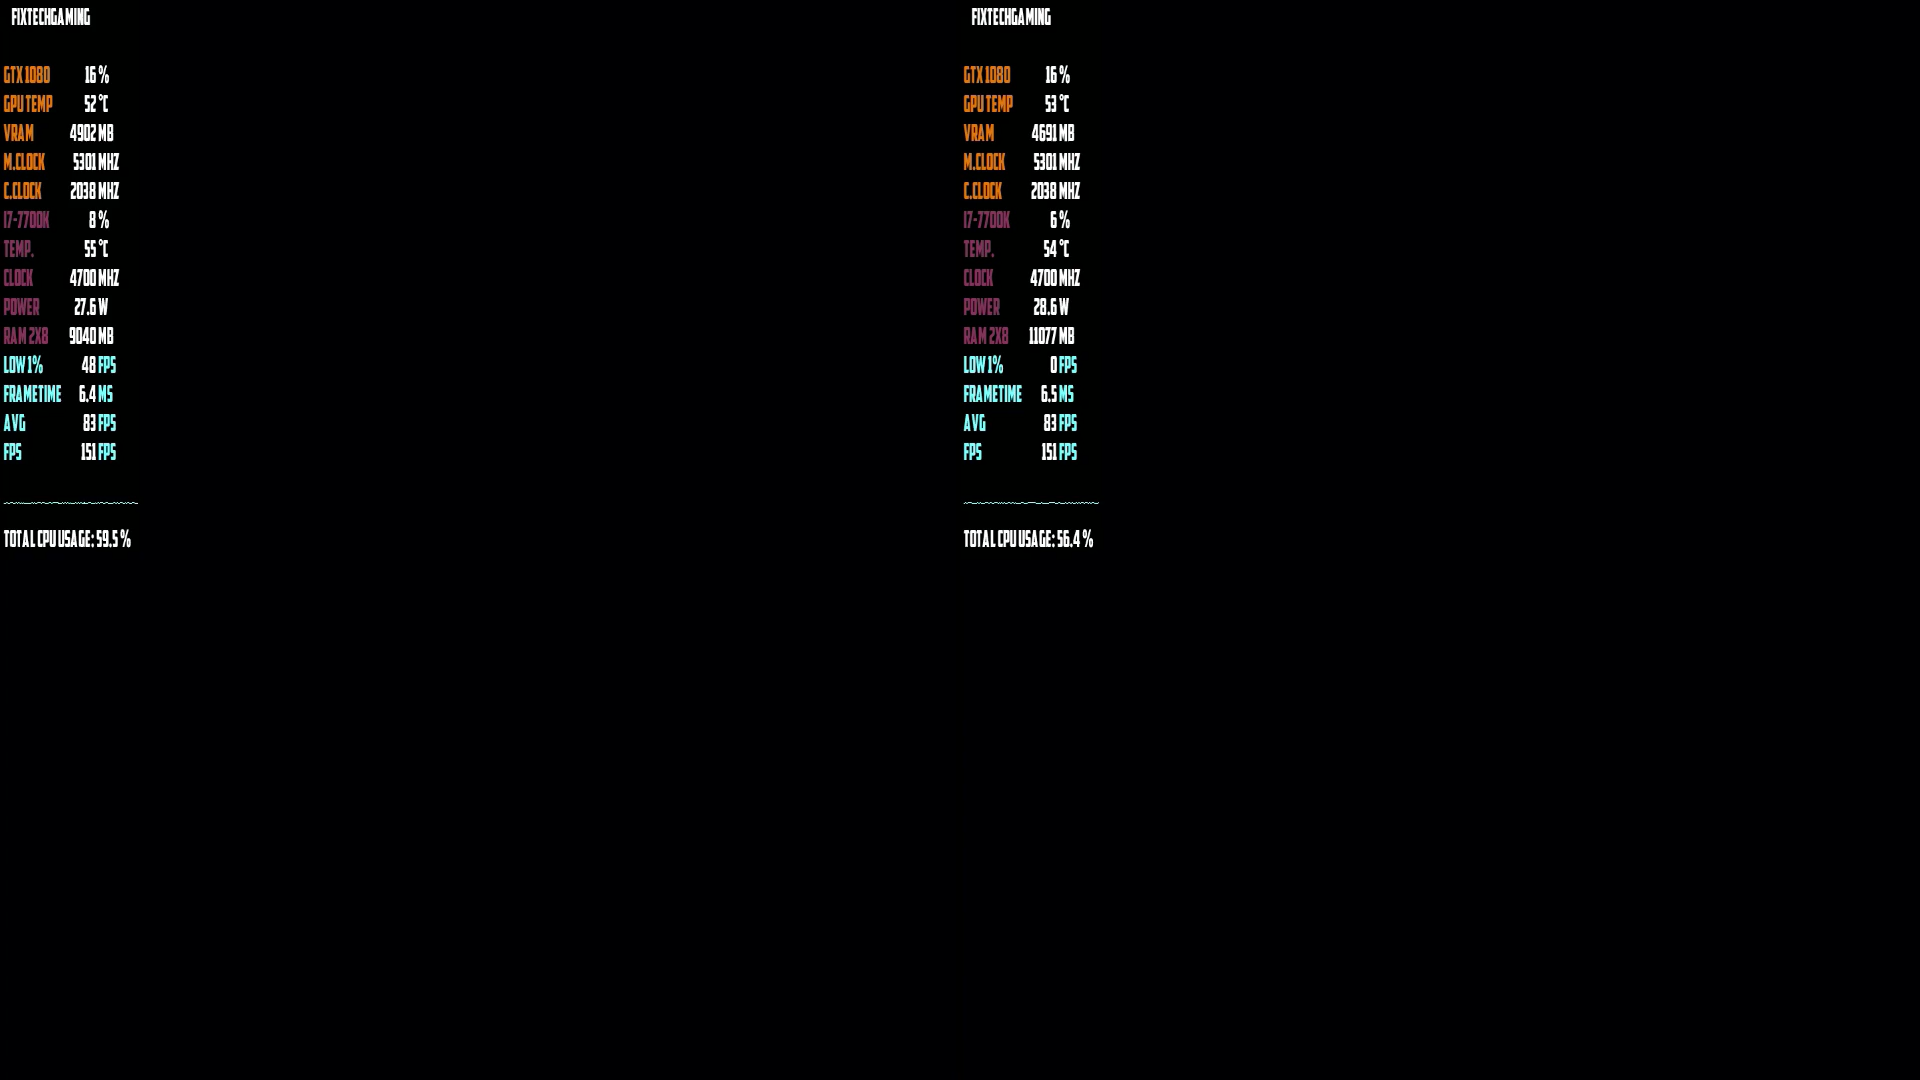 FIXTECHGAMING
GTX 1080 16 %
GPU TEMP 52 °C
VRAM 4902 MB
M.CLOCK 5301 MHZ
C.CLOCK 2038 MHZ
I7-7700K 8 %
TEMP. 55 °C
CLOCK 4700 MHZ
POWER 27.6 W
RAM 2X8 9040 MB
LOW 1% 48 FPS
FRAMETIME 6.4 MS
AVG 83 FPS
FPS 151 FPS
TOTAL CPU USAGE: 59.5 %
FIXTECHGAMING
GTX 1080 16 %
GPU TEMP 53 °C
VRAM 4691 MB
M.CLOCK 5301 MHZ
C.CLOCK 2038 MHZ
I7-7700K 6 %
TEMP. 54 °C
CLOCK 4700 MHZ
POWER 28.6 W
RAM 2X8 11077 MB
LOW 1% 0 FPS
FRAMETIME 6.5 MS
AVG 83 FPS
FPS 151 FPS
TOTAL CPU USAGE: 56.4 %